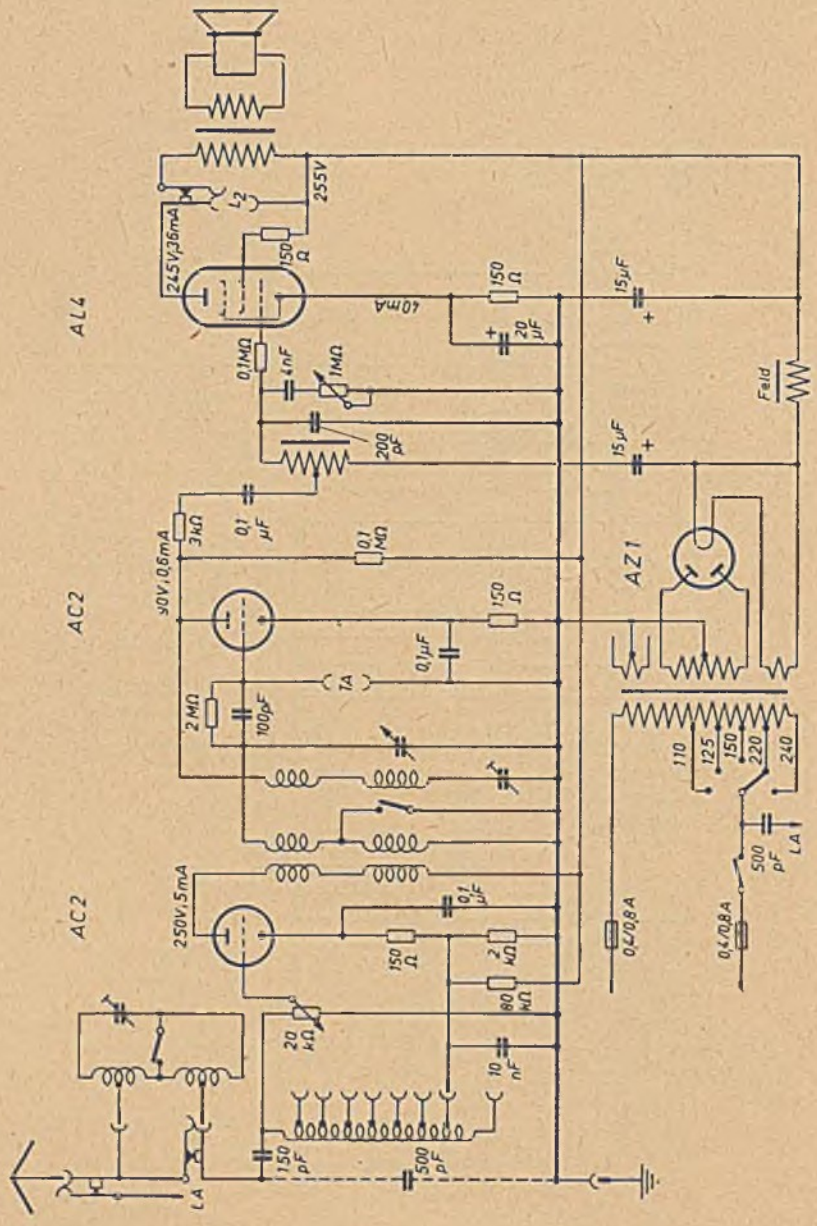 AC2
AC2
AL4
250V,5mA
90V,0,6mA
245V,36mA
L2
255V
150
Ω
3kΩ
0,1
µF
0,1MΩ
4nF
1MΩ
200
pF
40mA
150
Ω
20
µF
15µF
+
+
2MΩ
100pF
TA
0,1µF
150
Ω
0,1
MΩ
15µF
+
Feld
AZ1
LA
150
pF
500
pF
20
kΩ
10
nF
80
kΩ
2
kΩ
150
Ω
0,1
µF
110
125
150
220
240
500
pF
LA
0,4/0,8A
0,4/0,8A